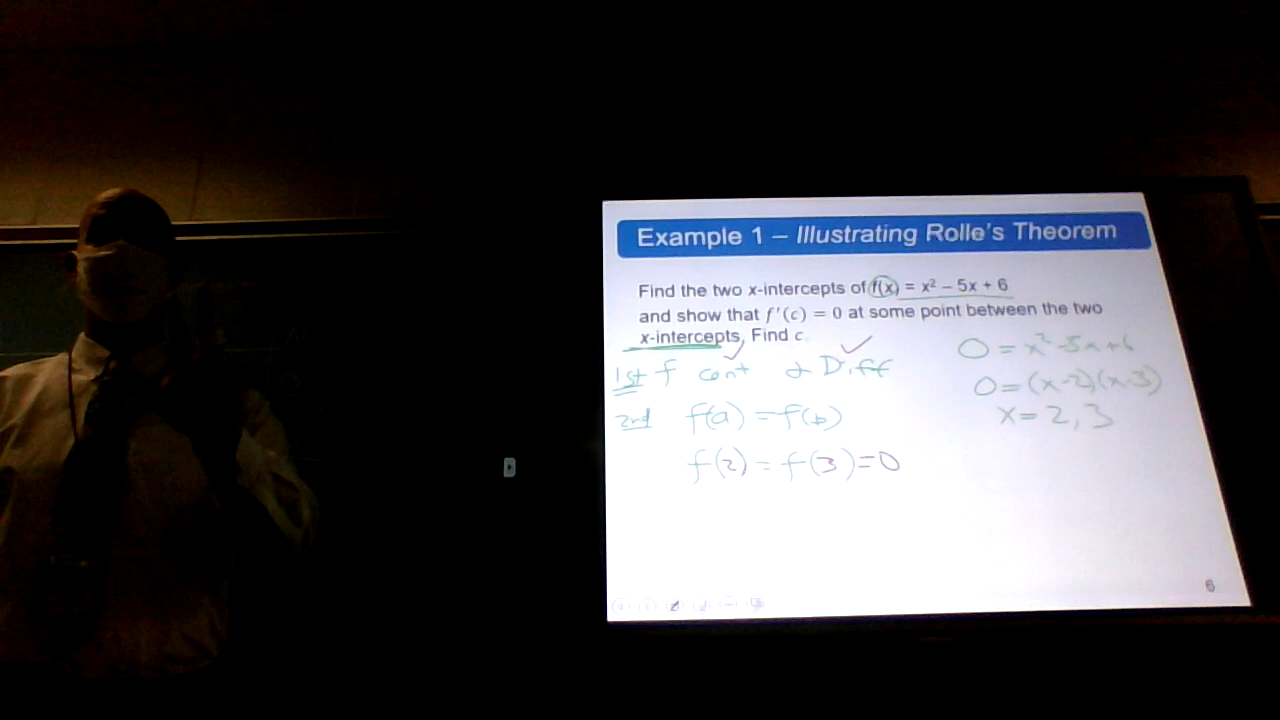 Example 1 – Illustrating Rolle's Theorem
Find the two x-intercepts of f(x) = x² – 5x + 6
and show that f'(c) = 0 at some point between the two
x-intercepts, Find c.
1st f cont & Diff
2nd f(a) = f(b)
f(2) = f(3) = 0
0 = x² - 5x + 6
0 = (x-2)(x-3)
x = 2, 3
6